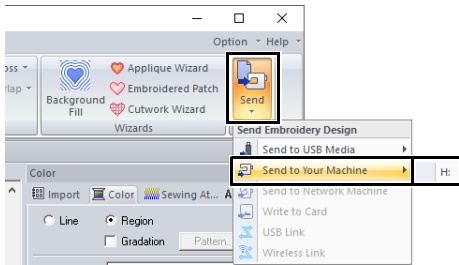 Option Help
oss
Applique Wizard
rlap
Embroidered Patch
Background
Fill
Cutwork Wizard
Send
Wizards
Send Embroidery Design
Send to USB Media
Color
Send to Your Machine H:
Import Color Sewing At... A
Send to Network Machine
Line Region
Write to Card
Gradation Pattern..
USB Link
Wireless Link